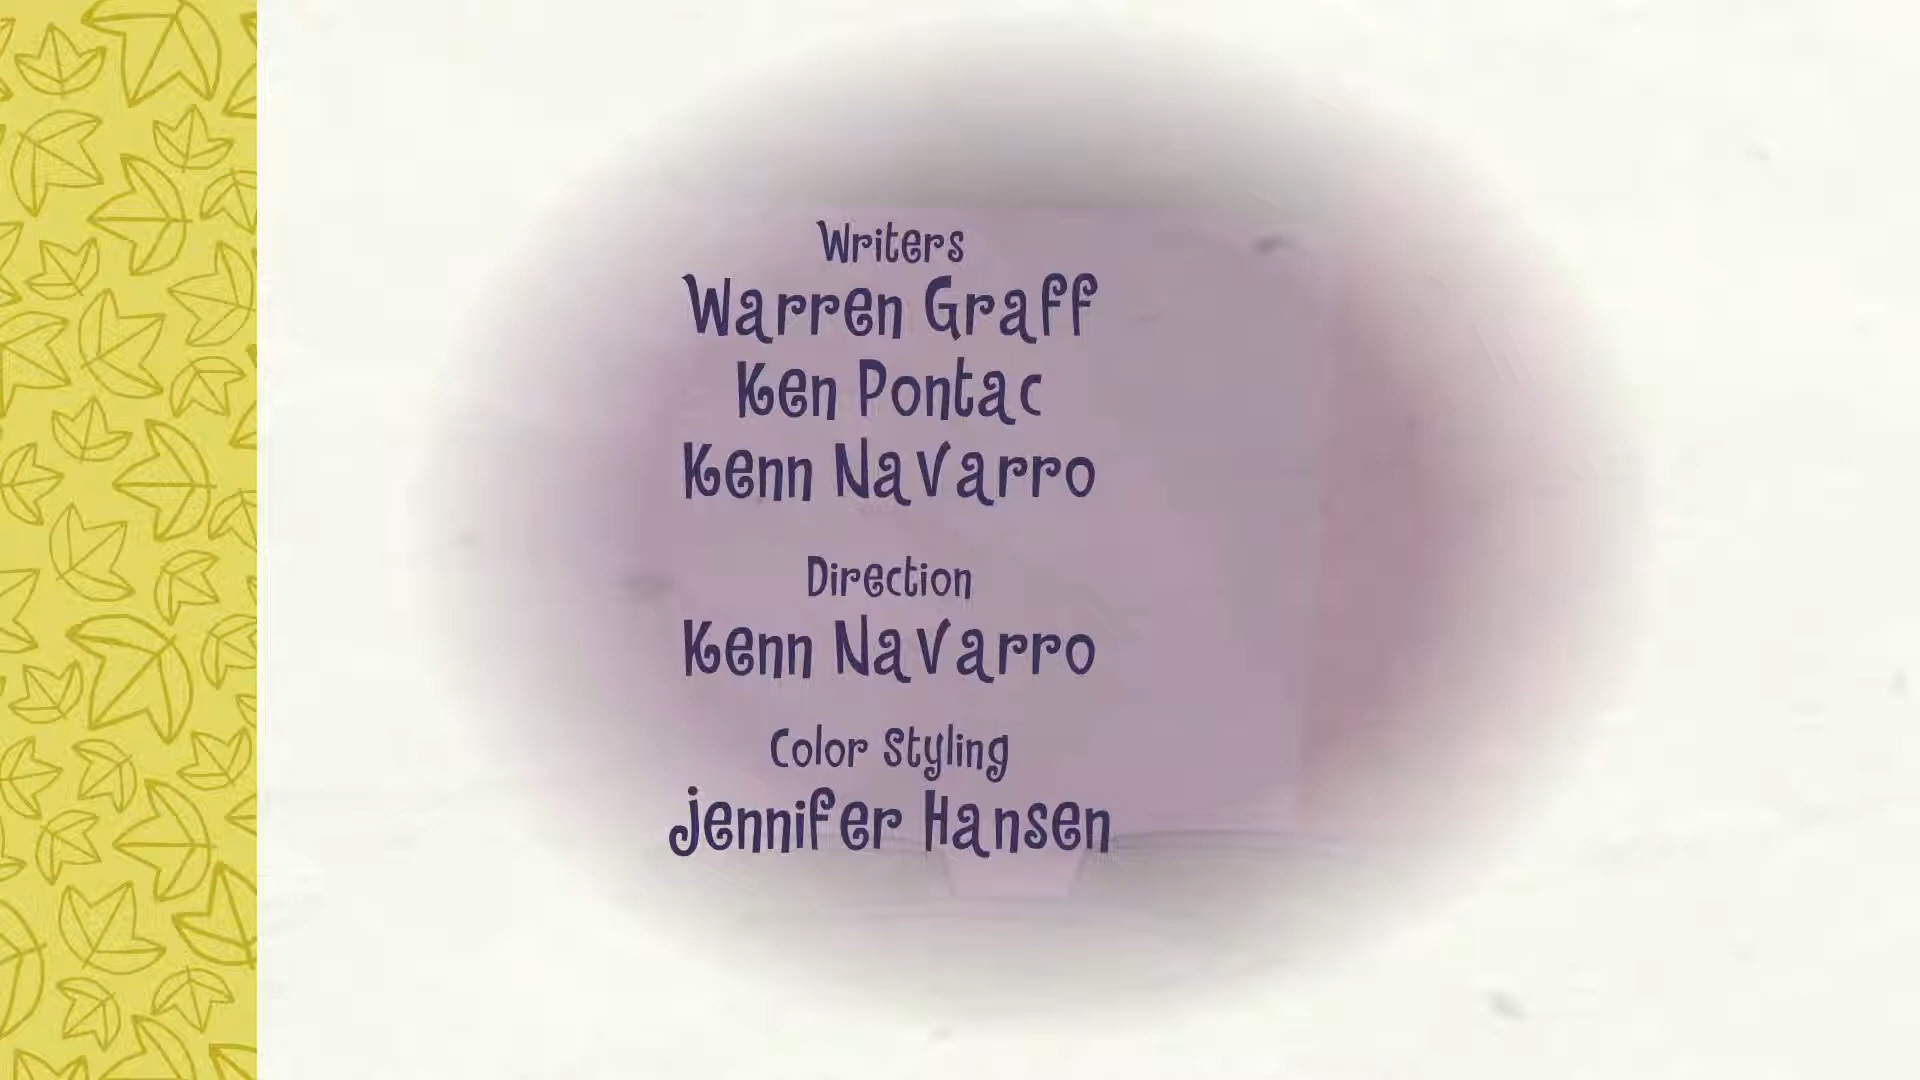 Writers
Warren Graff
Ken Pontac
Kenn Navarro
Direction
Kenn Navarro
Color Styling
Jennifer Hansen